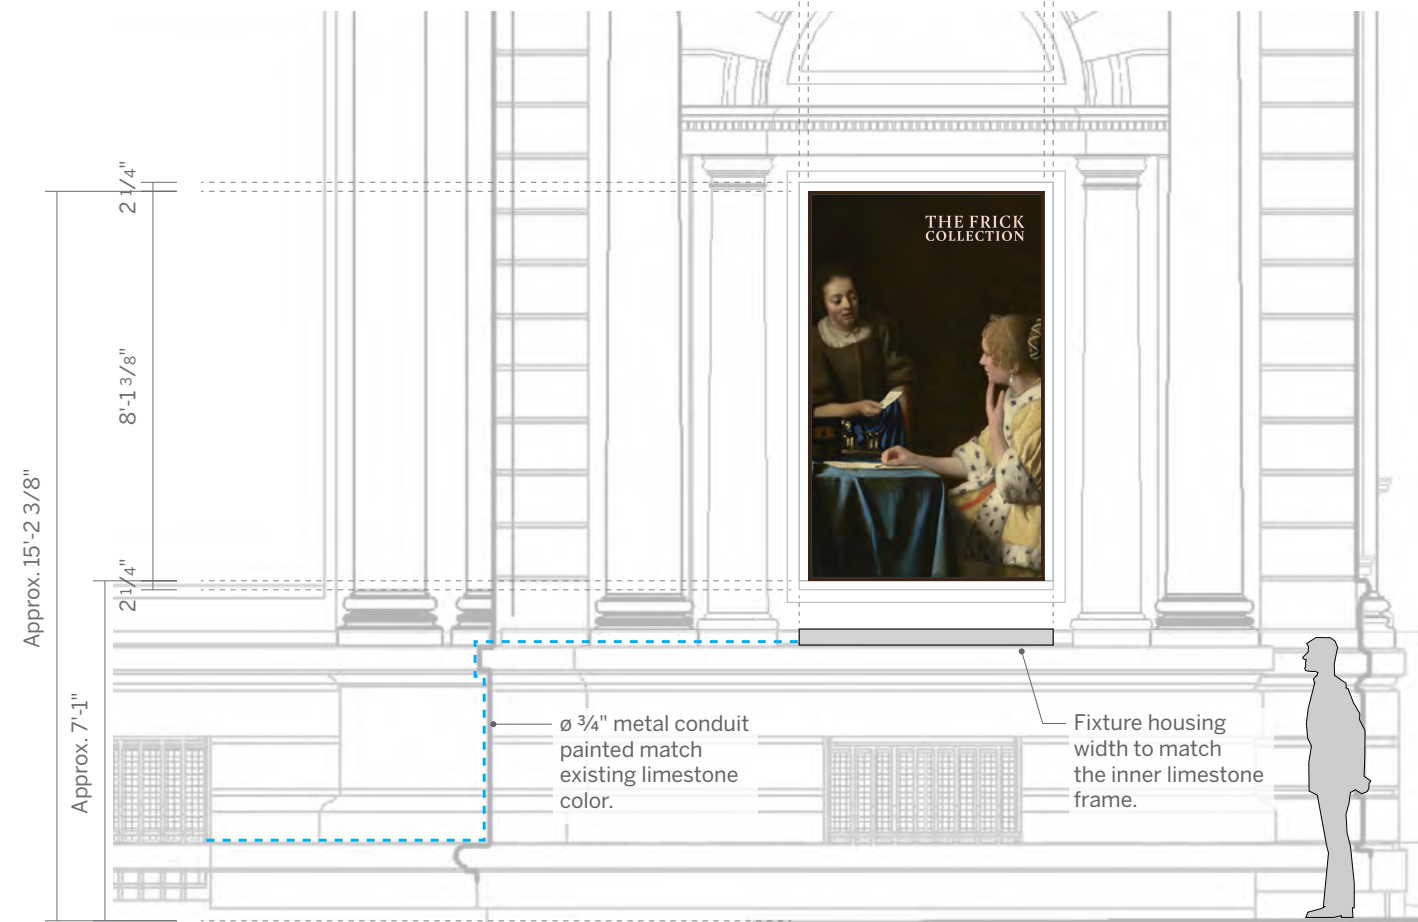 2 1/4"
8'-1 3/8"
2 1/4"
Approx. 15'-2 3/8"
Approx. 7'-1"
THE FRICK
COLLECTION
ø ¾" metal conduit
painted match
existing limestone
color.
Fixture housing
width to match
the inner limestone
frame.